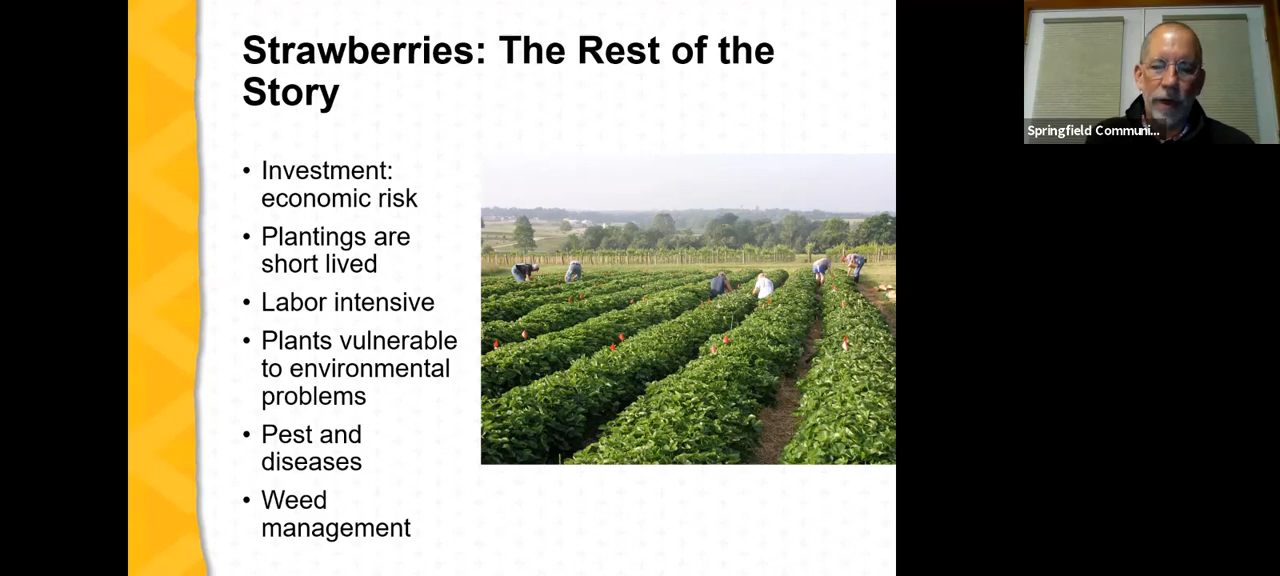 Strawberries: The Rest of the
Story
• Investment:
economic risk
• Plantings are
short lived
• Labor intensive
• Plants vulnerable
to environmental
problems
• Pest and
diseases
• Weed
management
Springfield Communi...